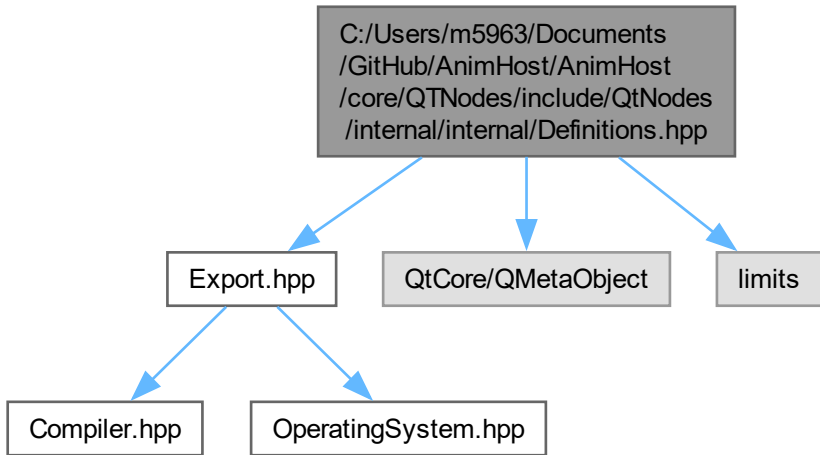 C:/Users/m5963/Documents
/GitHub/AnimHost/AnimHost
/core/QTNodes/include/QtNodes
/internal/internal/Definitions.hpp
Export.hpp
QtCore/QMetaObject
limits
Compiler.hpp
OperatingSystem.hpp